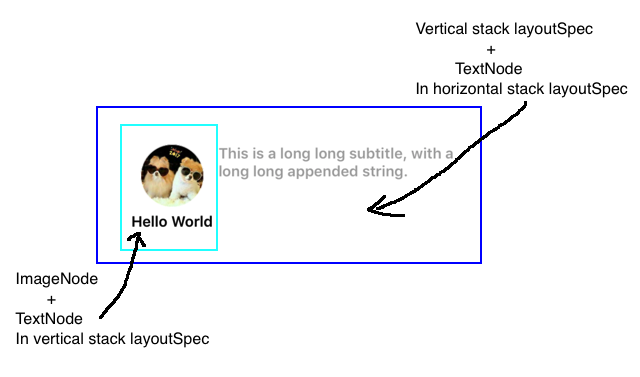 Vertical stack layoutSpec
+
TextNode
In horizontal stack layoutSpec
This is a long long subtitle, with a
long long appended string.
Hello World
ImageNode
+
TextNode
In vertical stack layoutSpec